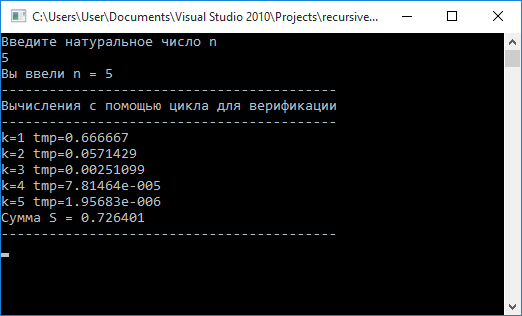 C:\Users\User\Documents\Visual Studio 2010\Projects\recursive...
Введите натуральное число n
5
Вы ввели n = 5
------------------------------------------
Вычисления с помощью цикла для верификации
------------------------------------------
k=1 tmp=0.666667
k=2 tmp=0.0571429
k=3 tmp=0.00251099
k=4 tmp=7.81464e-005
k=5 tmp=1.95683e-006
Сумма S = 0.726401
------------------------------------------